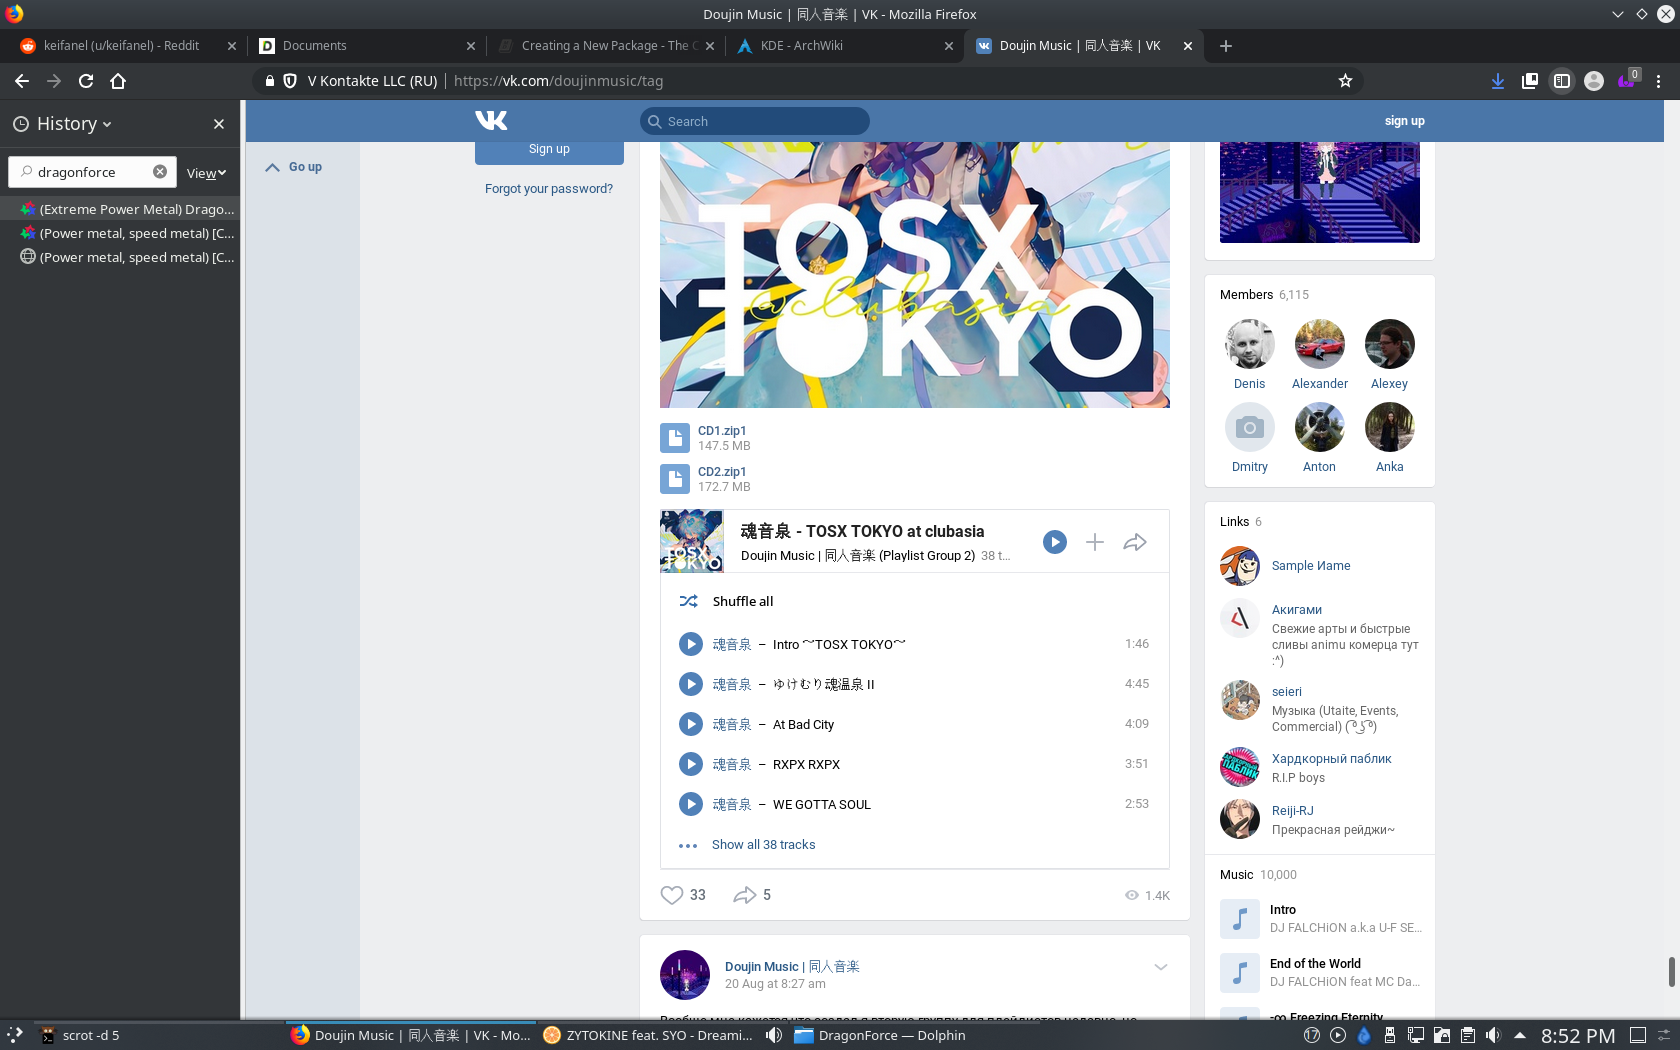 Doujin Music | 同人音楽 | VK - Mozilla Firefox
keifanel (u/keifanel) - Reddit
Documents
Creating a New Package - The C
KDE - ArchWiki
Doujin Music | 同人音楽 | VK
V Kontakte LLC (RU)
https://vk.com/doujinmusic/tag
0
History
dragonforce
View
(Extreme Power Metal) Drago...
(Power metal, speed metal) [C...
(Power metal, speed metal) [C...
Search
sign up
Go up
Sign up
Forgot your password?
TOSX
@clubasia
TOKYO
CD1.zip1
147.5 MB
CD2.zip1
172.7 MB
TOSX
TOKYO
魂音泉 - TOSX TOKYO at clubasia
Doujin Music | 同人音楽 (Playlist Group 2) 38 t...
Shuffle all
魂音泉 – Intro 〜TOSX TOKYO〜 1:46
魂音泉 – ゆけむり魂温泉 II 4:45
魂音泉 – At Bad City 4:09
魂音泉 – RXPX RXPX 3:51
魂音泉 – WE GOTTA SOUL 2:53
Show all 38 tracks
33
5
1.4K
Doujin Music | 同人音楽
20 Aug at 8:27 am
Members 6,115
Denis
Alexander
Alexey
Dmitry
Anton
Anka
Links 6
Sample Иame
Акигами
Свежие арты и быстрые
сливы animu комерца тут
:^)
seieri
Музыка (Utaite, Events,
Commercial) ( ͡° ͜ʖ ͡°)
Хардкорный паблик
R.I.P boys
Reiji-RJ
Прекрасная рейджи~
Music 10,000
Intro
DJ FALCHiON a.k.a U-F SE...
End of the World
DJ FALCHiON feat MC Da...
-oo Freezing Eternity
scrot -d 5
Doujin Music | 同人音楽 | VK - Mo...
ZYTOKINE feat. SYO - Dreami...
DragonForce — Dolphin
17
8:52 PM